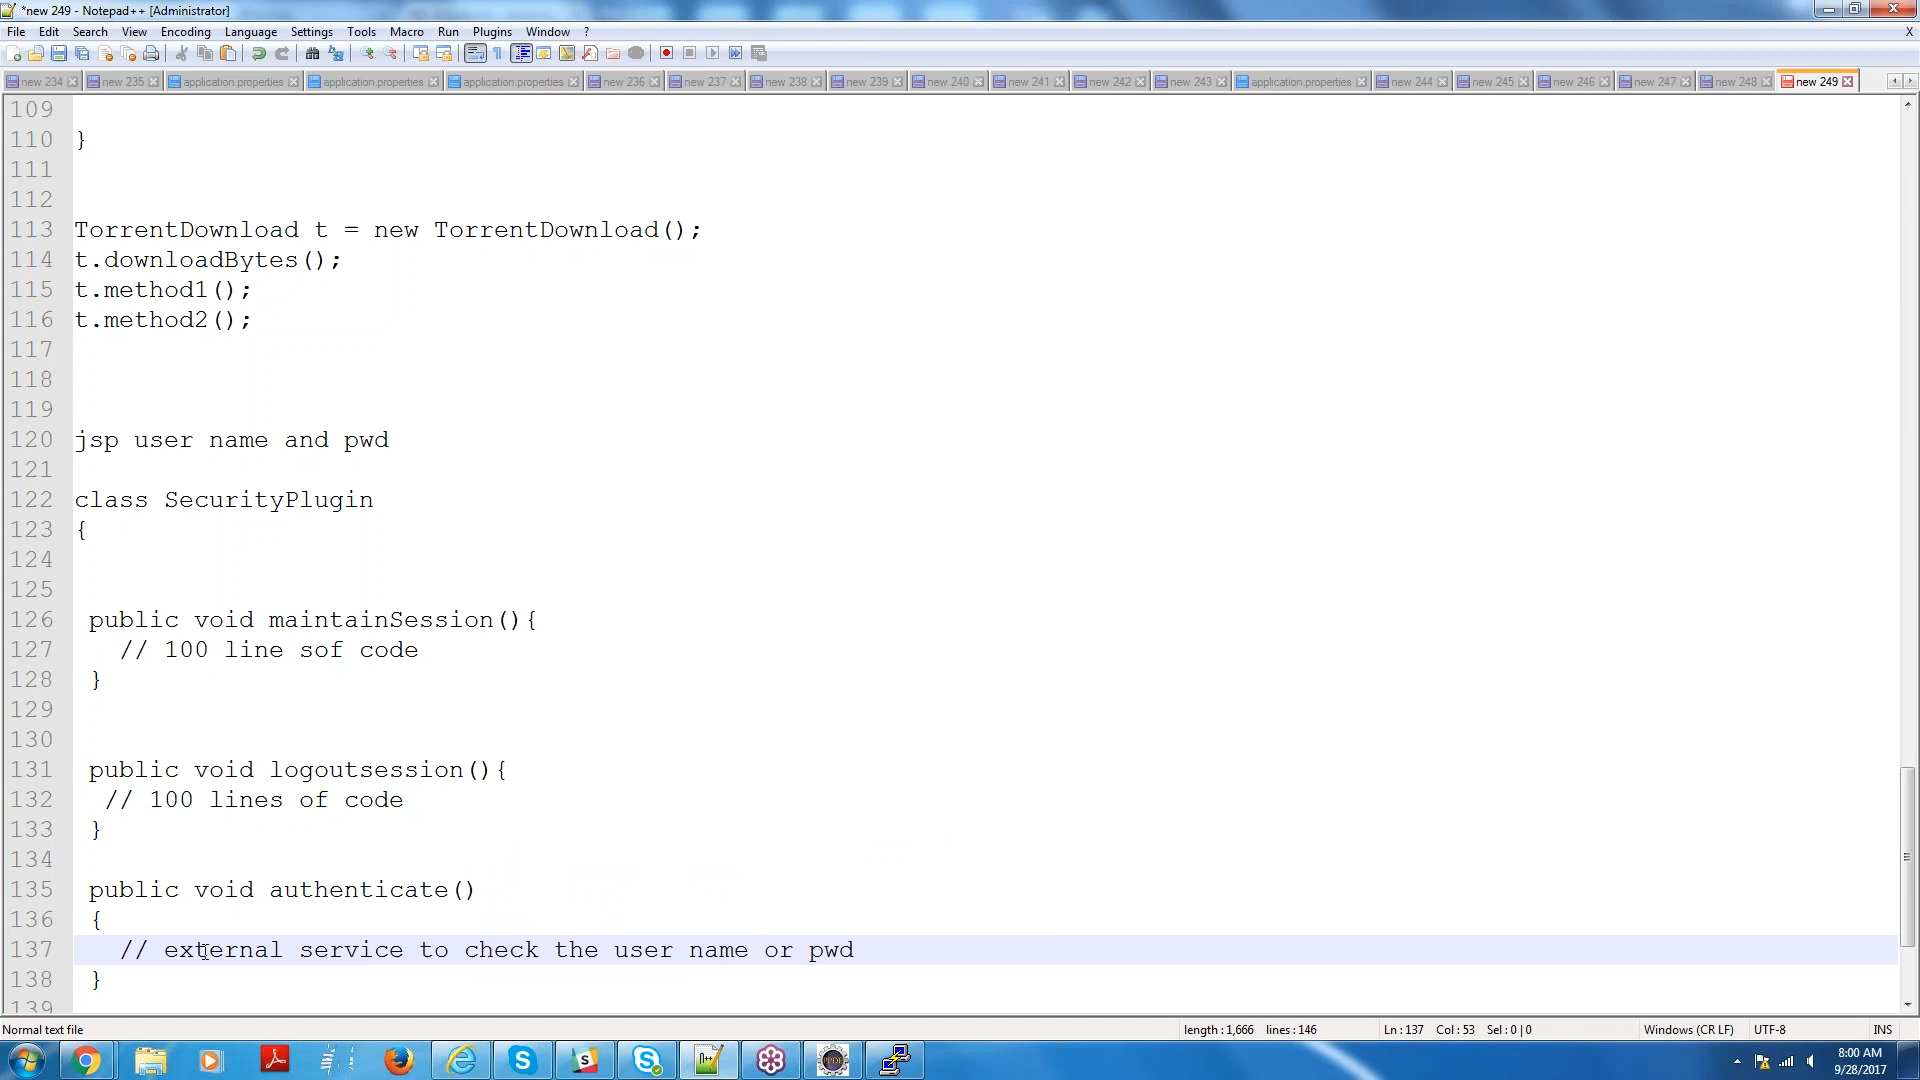 *new 249 - Notepad++ [Administrator]
File Edit Search View Encoding Language Settings Tools Macro Run Plugins Window ? X
new 234 new 235 application.properties application.properties application.properties new 236 new 237 new 238 new 239 new 240 new 241 new 242 new 243 application.properties new 244 new 245 new 246 new 247 new 248 new 249
109
110 }
111
112
113 TorrentDownload t = new TorrentDownload();
114 t.downloadBytes();
115 t.method1();
116 t.method2();
117
118
119
120 jsp user name and pwd
121
122 class SecurityPlugin
123 {
124
125
126 public void maintainSession(){
127 // 100 line sof code
128 }
129
130
131 public void logoutsession(){
132 // 100 lines of code
133 }
134
135 public void authenticate()
136 {
137 // external service to check the user name or pwd
138 }
139
Normal text file length : 1,666 lines : 146 Ln : 137 Col : 53 Sel : 0 | 0 Windows (CR LF) UTF-8 INS
8:00 AM
9/28/2017